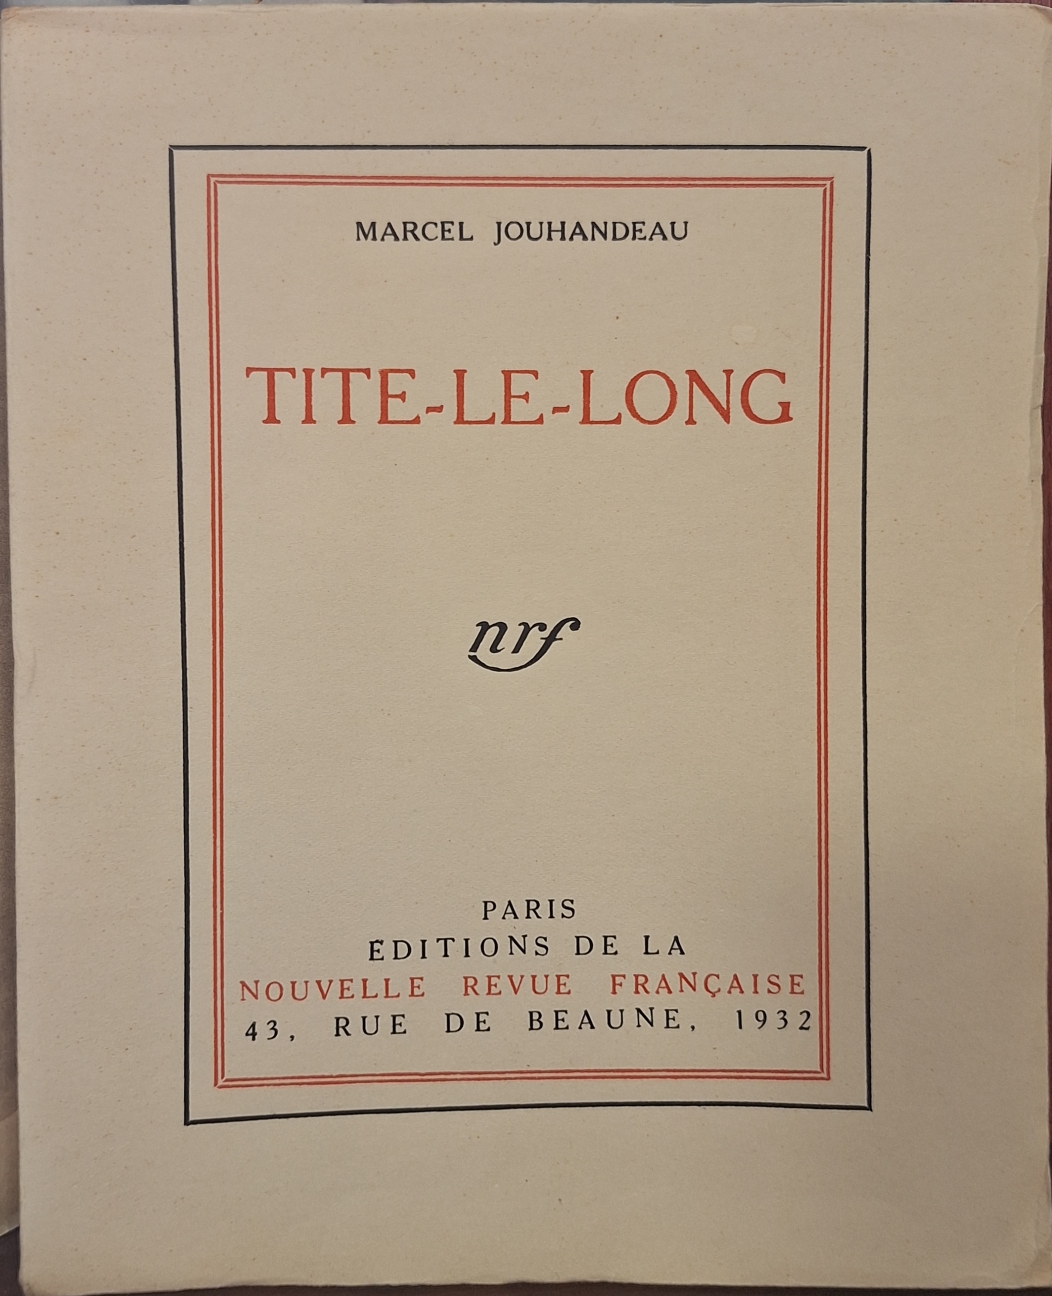 MARCEL JOUHANDEAU
TITE-LE-LONG
nrf
PARIS
ÉDITIONS DE LA
NOUVELLE REVUE FRANÇAISE
43, RUE DE BEAUNE, 1932